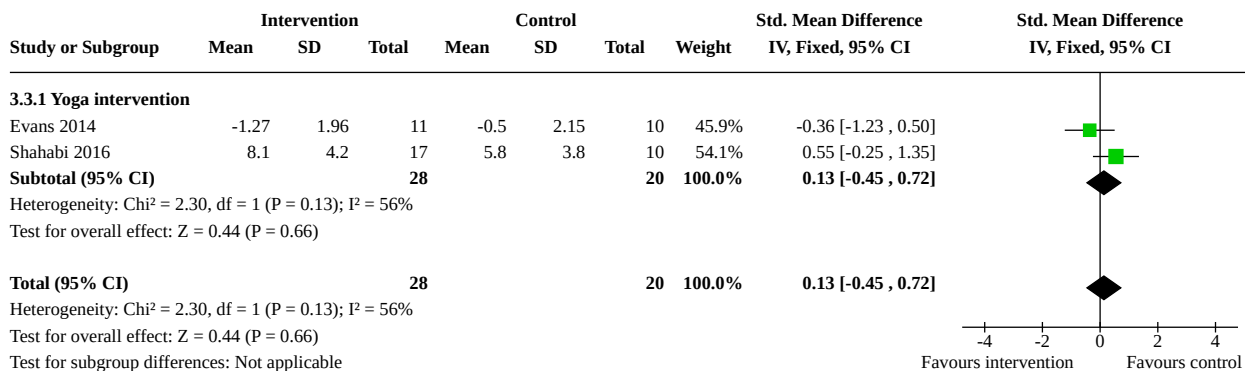 Intervention Control Std. Mean Difference Std. Mean Difference
Study or Subgroup Mean SD Total Mean SD Total Weight IV, Fixed, 95% CI IV, Fixed, 95% CI
3.3.1 Yoga intervention
Evans 2014 -1.27 1.96 11 -0.5 2.15 10 45.9% -0.36 [-1.23 , 0.50]
Shahabi 2016 8.1 4.2 17 5.8 3.8 10 54.1% 0.55 [-0.25 , 1.35]
Subtotal (95% CI) 28 20 100.0% 0.13 [-0.45 , 0.72]
Heterogeneity: Chi² = 2.30, df = 1 (P = 0.13); I² = 56%
Test for overall effect: Z = 0.44 (P = 0.66)
Total (95% CI) 28 20 100.0% 0.13 [-0.45 , 0.72]
Heterogeneity: Chi² = 2.30, df = 1 (P = 0.13); I² = 56%
Test for overall effect: Z = 0.44 (P = 0.66)
Test for subgroup differences: Not applicable
-4 -2 0 2 4
Favours intervention Favours control